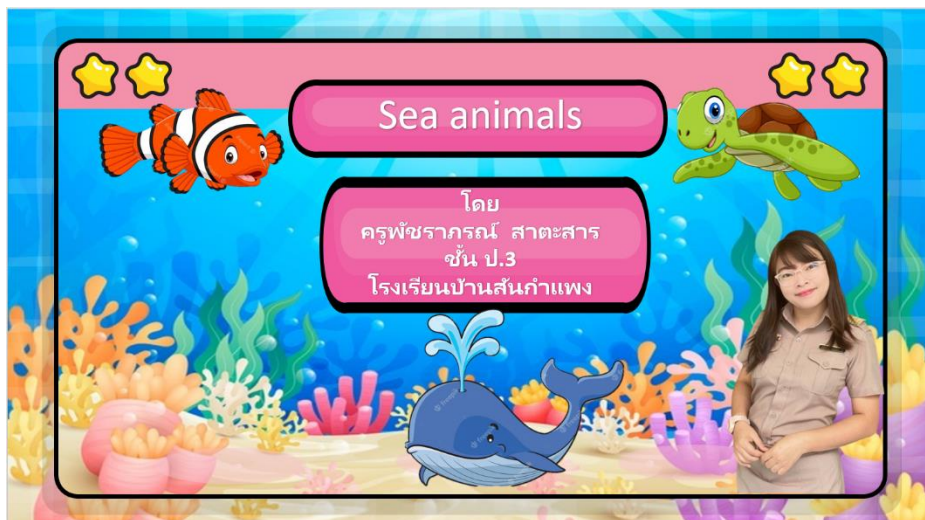 Sea animals
โดย
ครูพัชราภรณ์ สาตะสาร
ชั้น ป.3
โรงเรียนบ้านสันกำแพง